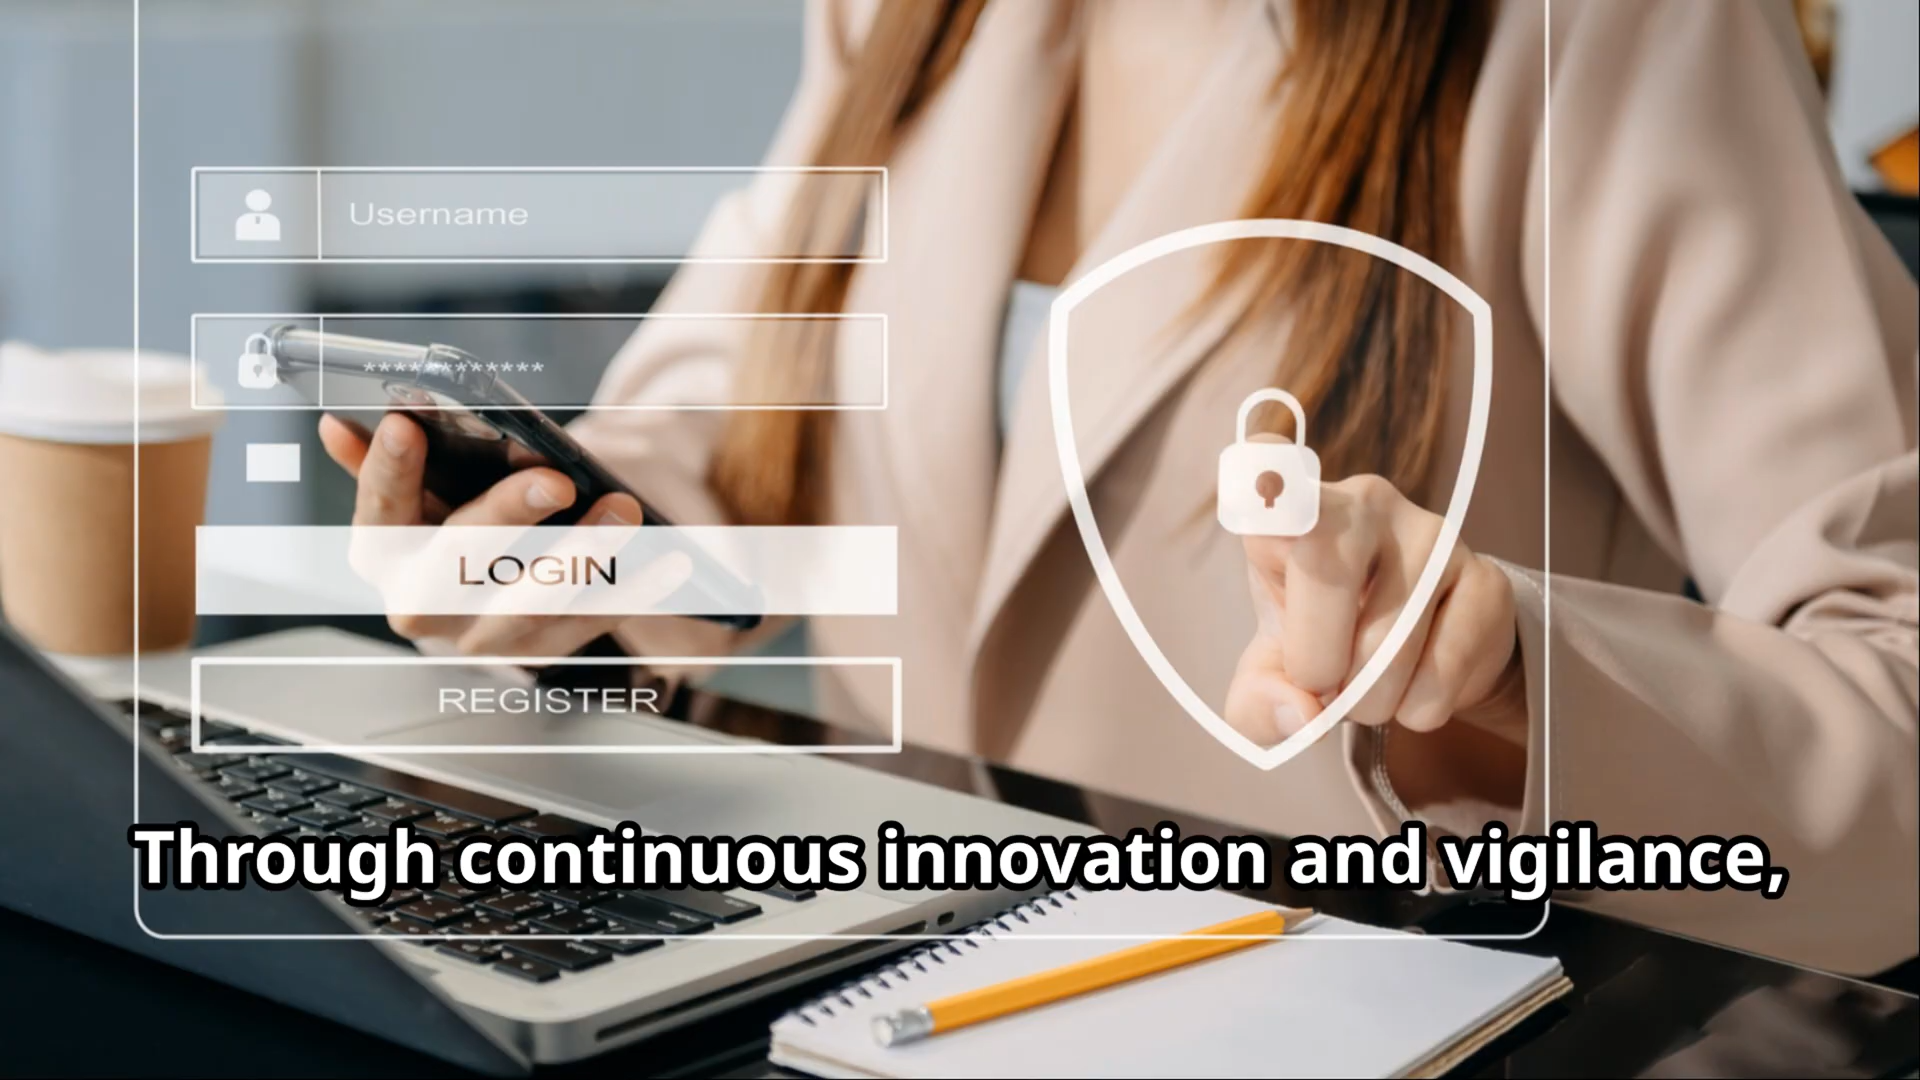 Username
************
LOGIN
REGISTER
Through continuous innovation and vigilance,